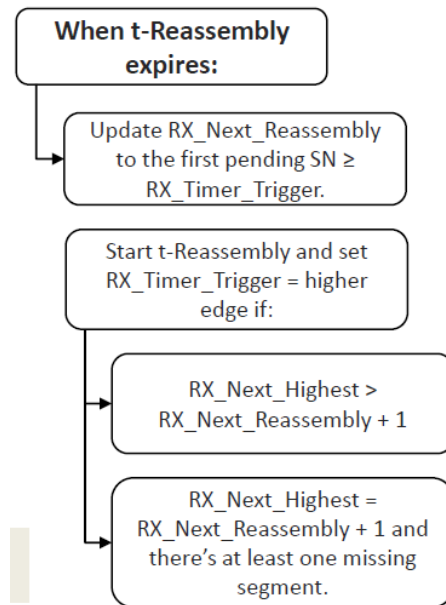 When t-Reassembly
expires:
Update RX_Next_Reassembly
to the first pending SN ≥
RX_Timer_Trigger.
Start t-Reassembly and set
RX_Timer_Trigger = higher
edge if:
RX_Next_Highest >
RX_Next_Reassembly + 1
RX_Next_Highest =
RX_Next_Reassembly + 1 and
there's at least one missing
segment.